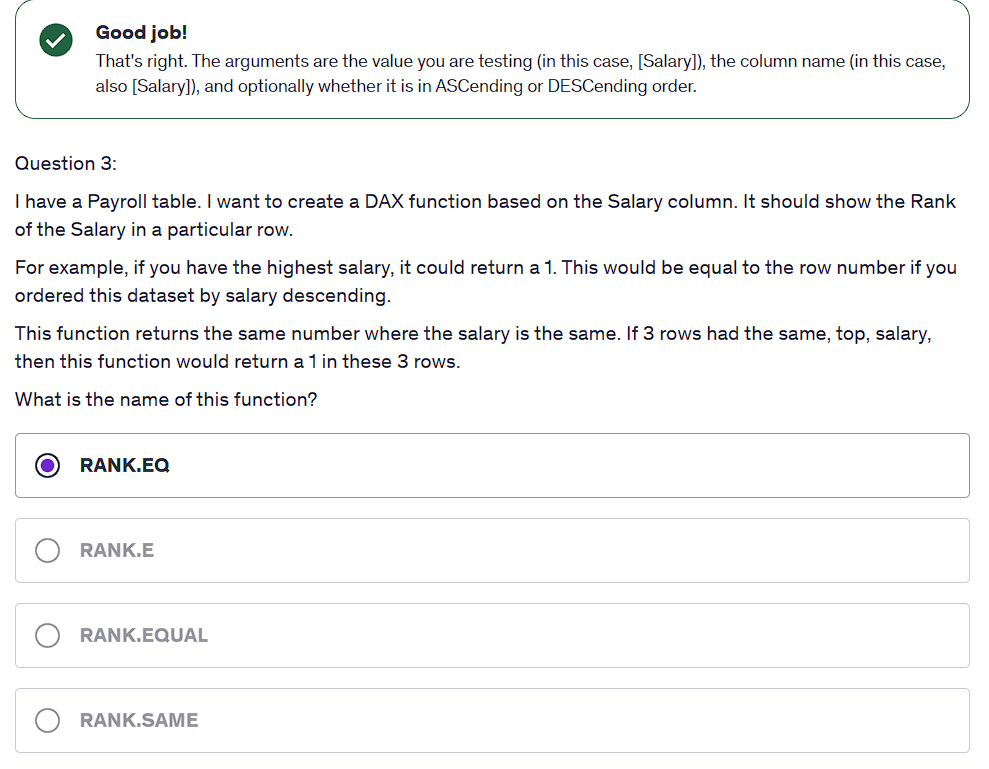 Good job!
That's right. The arguments are the value you are testing (in this case, [Salary]), the column name (in this case,
also [Salary]), and optionally whether it is in ASCending or DESCending order.
Question 3:
I have a Payroll table. I want to create a DAX function based on the Salary column. It should show the Rank
of the Salary in a particular row.
For example, if you have the highest salary, it could return a 1. This would be equal to the row number if you
ordered this dataset by salary descending.
This function returns the same number where the salary is the same. If 3 rows had the same, top, salary,
then this function would return a 1 in these 3 rows.
What is the name of this function?
RANK.EQ
RANK.E
RANK.EQUAL
RANK.SAME